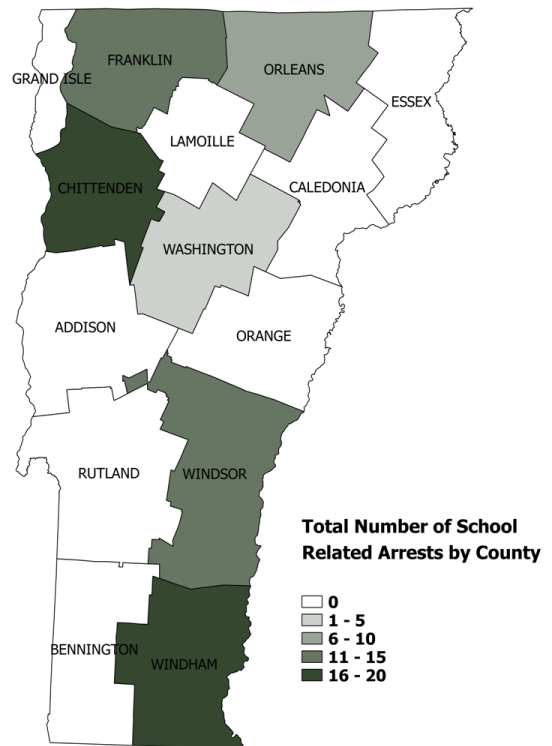 FRANKLIN
ORLEANS
GRAND ISLE
ESSEX
LAMOILLE
CHITTENDEN
CALEDONIA
WASHINGTON
ADDISON
ORANGE
RUTLAND
WINDSOR
Total Number of School
Related Arrests by County
0
1 - 5
6 - 10
11 - 15
16 - 20
BENNINGTON
WINDHAM